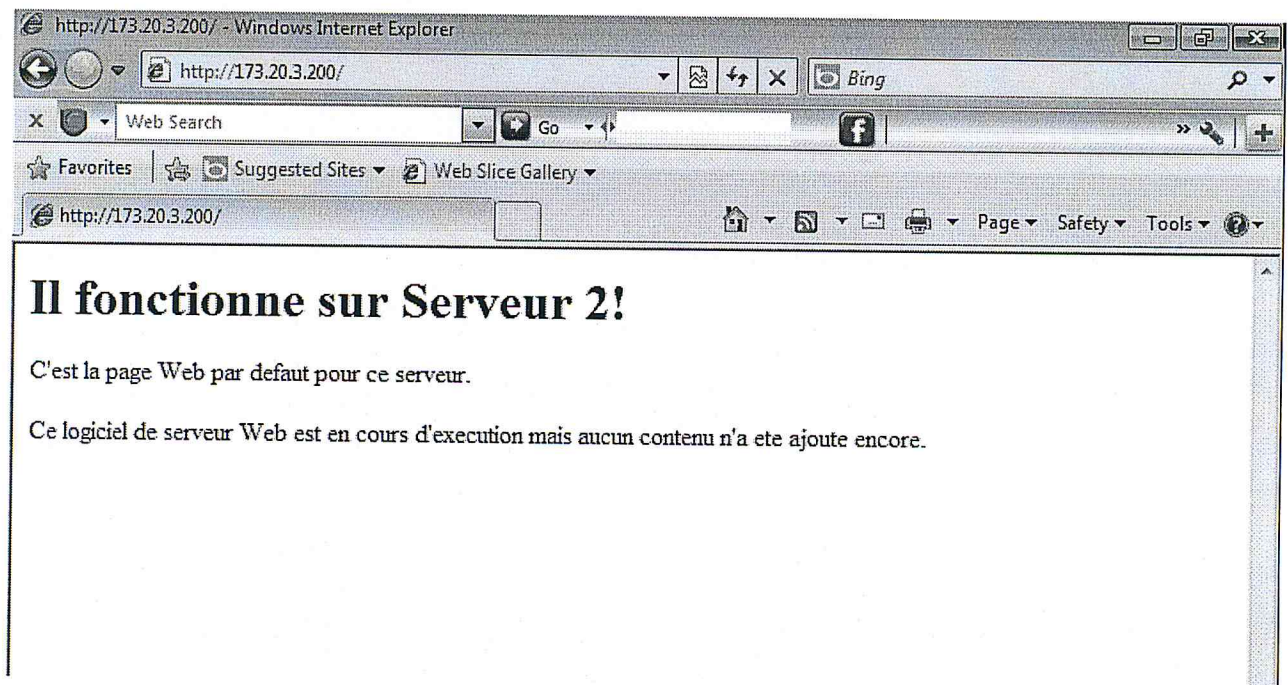 http://173.20.3.200/ - Windows Internet Explorer
http://173.20.3.200/ Bing
x Web Search Go f »
Favorites Suggested Sites Web Slice Gallery
http://173.20.3.200/ Page Safety Tools
Il fonctionne sur Serveur 2!
C'est la page Web par defaut pour ce serveur.
Ce logiciel de serveur Web est en cours d'execution mais aucun contenu n'a ete ajoute encore.